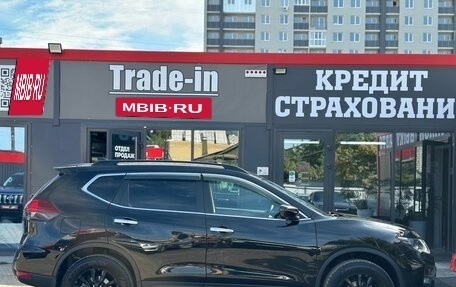 MBIB-RU
Trade-in
MBIB-RU
КРЕДИТ
СТРАХОВАНИ
ОТДЕЛ
ПРОДАЖ